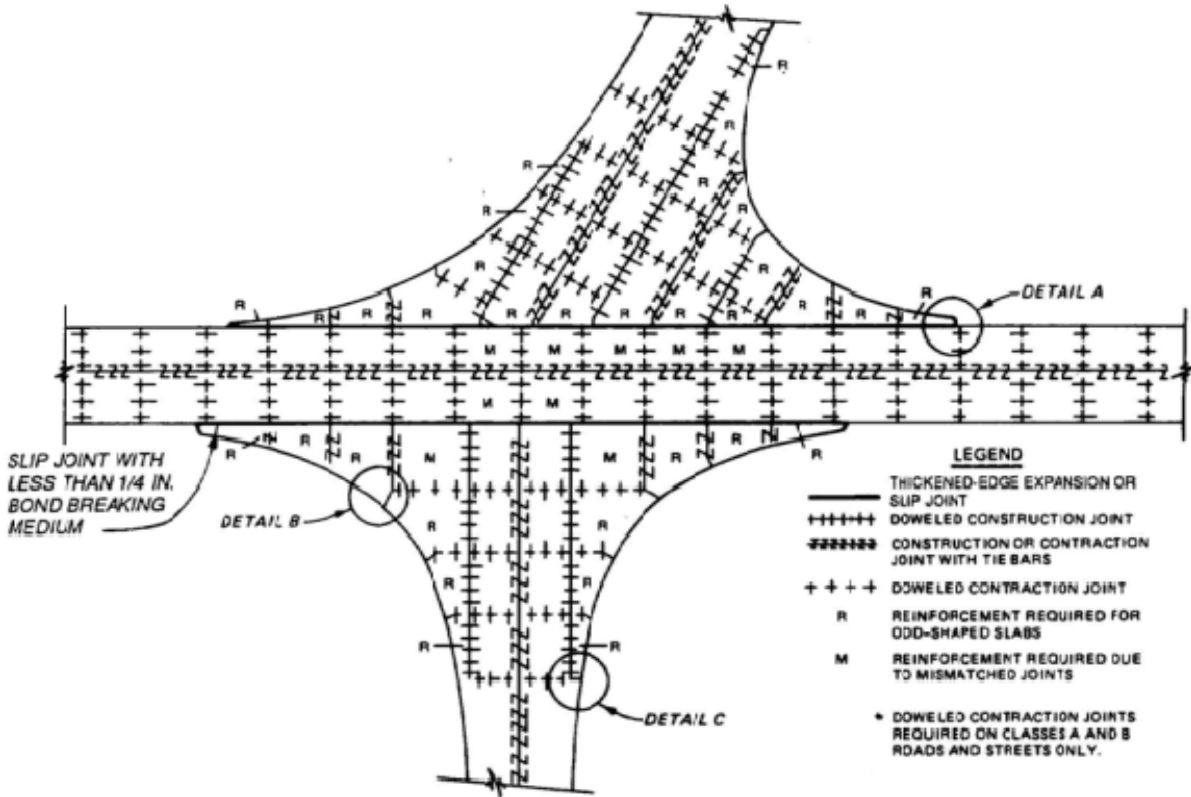 R
R
R
R
R
R
R
R
DETAIL A
R
R
R
R
R
R
R
R
R
R
M
M
M
M
M
M
M
R
R
M
M
R
R
R
SLIP JOINT WITH
LESS THAN 1/4 IN.
BOND BREAKING
MEDIUM
DETAIL B
R
R
R
R
R
R
DETAIL C
LEGEND
THICKENED-EDGE EXPANSION OR
SLIP JOINT
DOWELED CONSTRUCTION JOINT
CONSTRUCTION OR CONTRACTION
JOINT WITH TIE BARS
DOWELED CONTRACTION JOINT
R REINFORCEMENT REQUIRED FOR
ODD-SHAPED SLABS
M REINFORCEMENT REQUIRED DUE
TO MISMATCHED JOINTS
* DOWELED CONTRACTION JOINTS
REQUIRED ON CLASSES A AND B
ROADS AND STREETS ONLY.